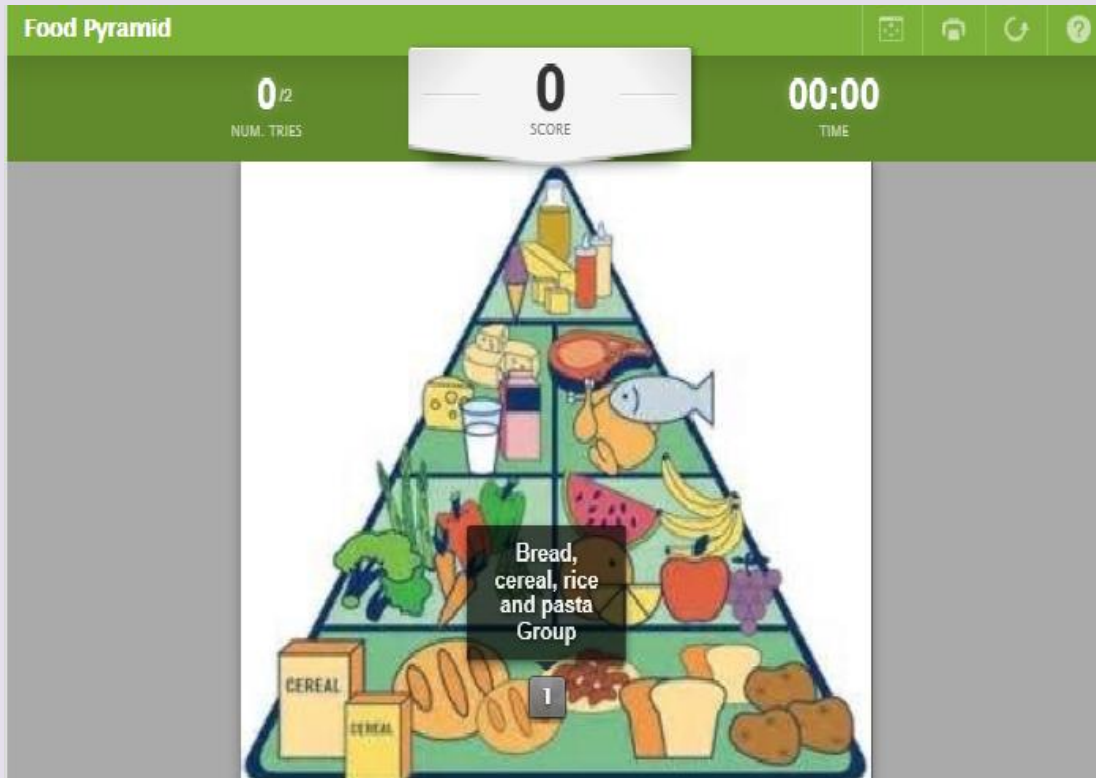 Food Pyramid
?
0/2
NUM. TRIES
0
SCORE
00:00
TIME
Bread,
cereal, rice
and pasta
Group
1
CEREAL
CEREAL